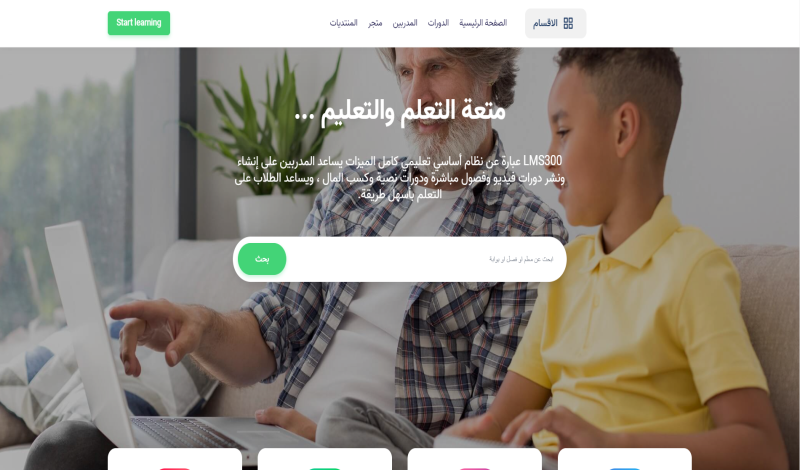 الاقسام
الصفحة الرئيسية
الدورات
المدربين
متجر
المنتديات
Start learning
متعة التعلم والتعليم ...
LMS300 عبارة عن نظام أساسي تعليمي كامل الميزات يساعد المدربين على إنشاء
ونشر دورات فيديو وفصول مباشرة ودورات نصية وكسب المال ، ويساعد الطلاب على
التعلم بأسهل طريقة.
ابحث عن معلم او فصل او
بحث